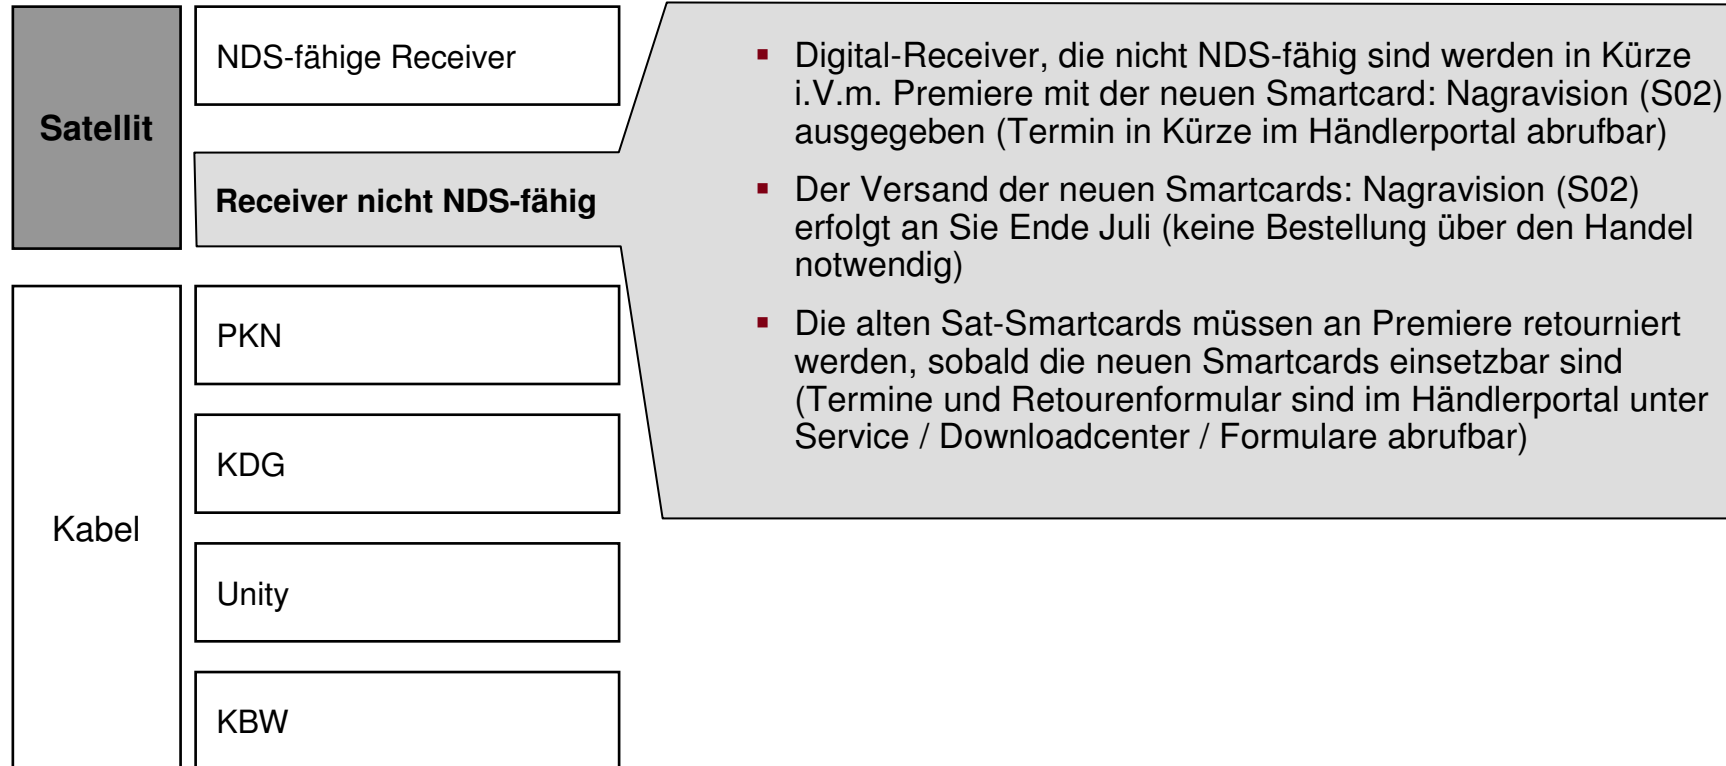 Satellit
NDS-fähige Receiver
Receiver nicht NDS-fähig
▪ Digital-Receiver, die nicht NDS-fähig sind werden in Kürze
i.V.m. Premiere mit der neuen Smartcard: Nagravision (S02)
ausgegeben (Termin in Kürze im Händlerportal abrufbar)
▪ Der Versand der neuen Smartcards: Nagravision (S02)
erfolgt an Sie Ende Juli (keine Bestellung über den Handel
notwendig)
▪ Die alten Sat-Smartcards müssen an Premiere retourniert
werden, sobald die neuen Smartcards einsetzbar sind
(Termine und Retourenformular sind im Händlerportal unter
Service / Downloadcenter / Formulare abrufbar)
Kabel
PKN
KDG
Unity
KBW